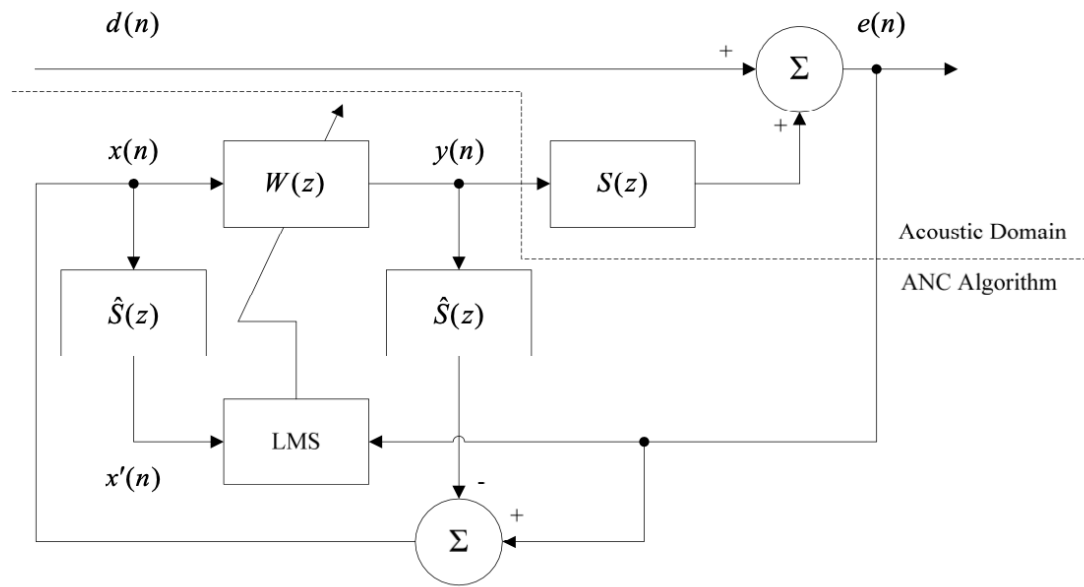 d(n)
e(n)
+
Σ
+
x(n)
W(z)
y(n)
S(z)
Acoustic Domain
ANC Algorithm
Ŝ(z)
Ŝ(z)
LMS
x′(n)
-
+
Σ